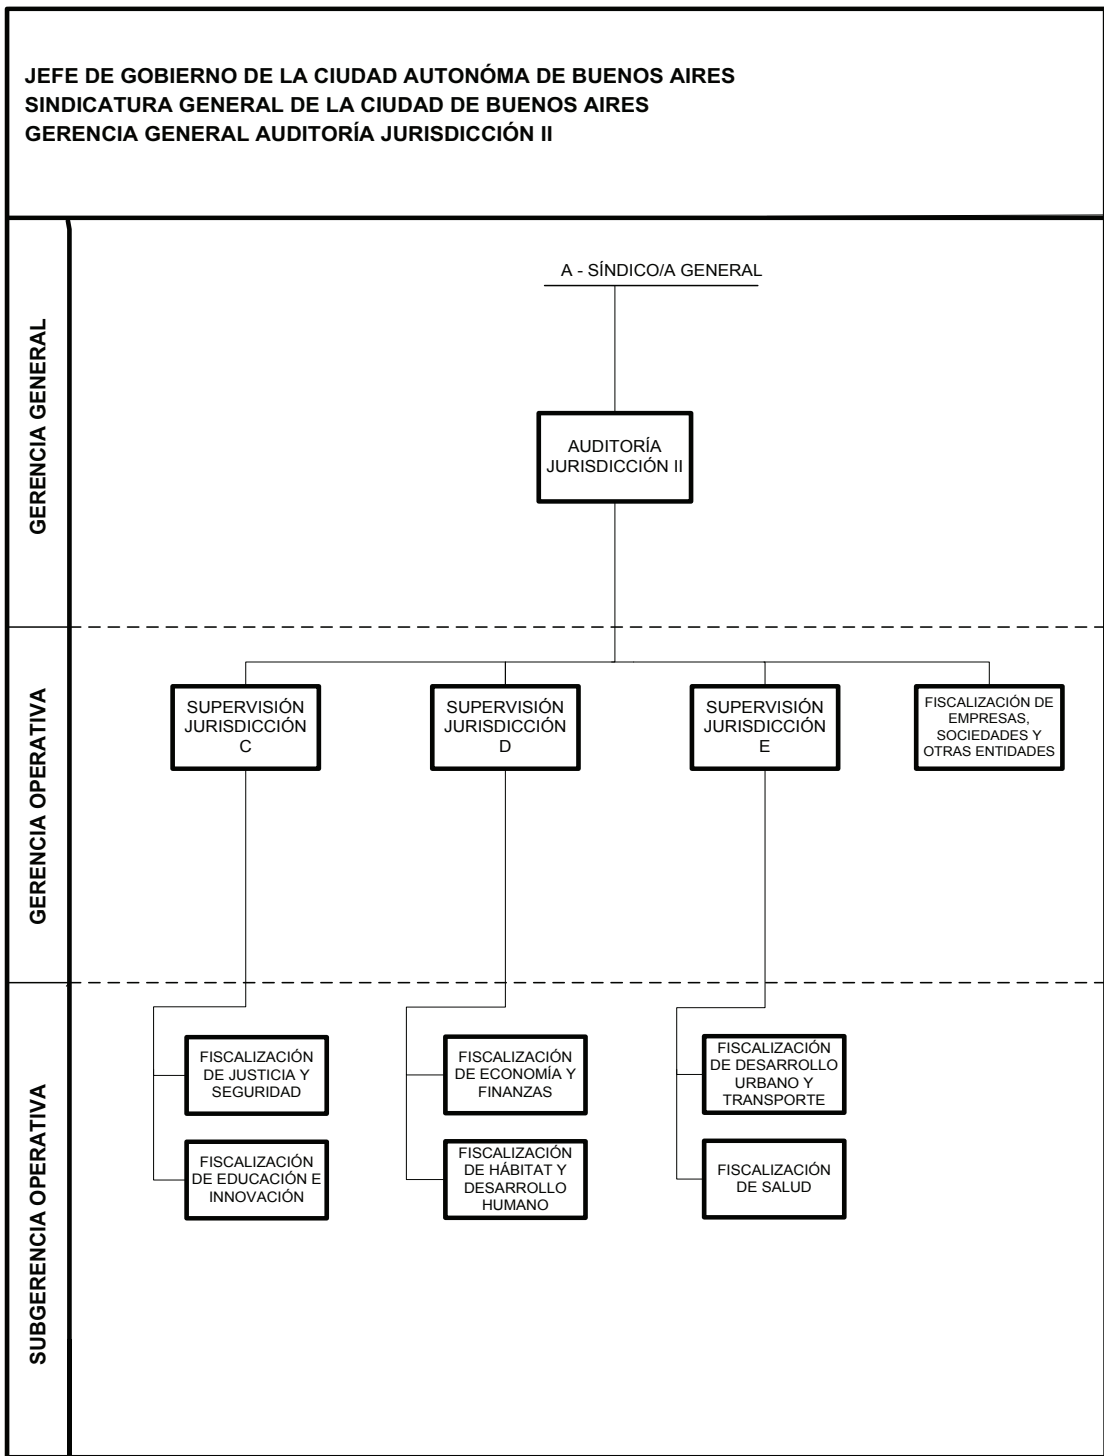 JEFE DE GOBIERNO DE LA CIUDAD AUTONÓMA DE BUENOS AIRES
SINDICATURA GENERAL DE LA CIUDAD DE BUENOS AIRES
GERENCIA GENERAL AUDITORÍA JURISDICCIÓN II
GERENCIA GENERAL
A - SÍNDICO/A GENERAL
AUDITORÍA
JURISDICCIÓN II
GERENCIA OPERATIVA
SUPERVISIÓN
JURISDICCIÓN
C
SUPERVISIÓN
JURISDICCIÓN
D
SUPERVISIÓN
JURISDICCIÓN
E
FISCALIZACIÓN DE
EMPRESAS,
SOCIEDADES Y
OTRAS ENTIDADES
SUBGERENCIA OPERATIVA
FISCALIZACIÓN
DE JUSTICIA Y
SEGURIDAD
FISCALIZACIÓN
DE EDUCACIÓN E
INNOVACIÓN
FISCALIZACIÓN
DE ECONOMÍA Y
FINANZAS
FISCALIZACIÓN
DE HÁBITAT Y
DESARROLLO
HUMANO
FISCALIZACIÓN
DE DESARROLLO
URBANO Y
TRANSPORTE
FISCALIZACIÓN
DE SALUD